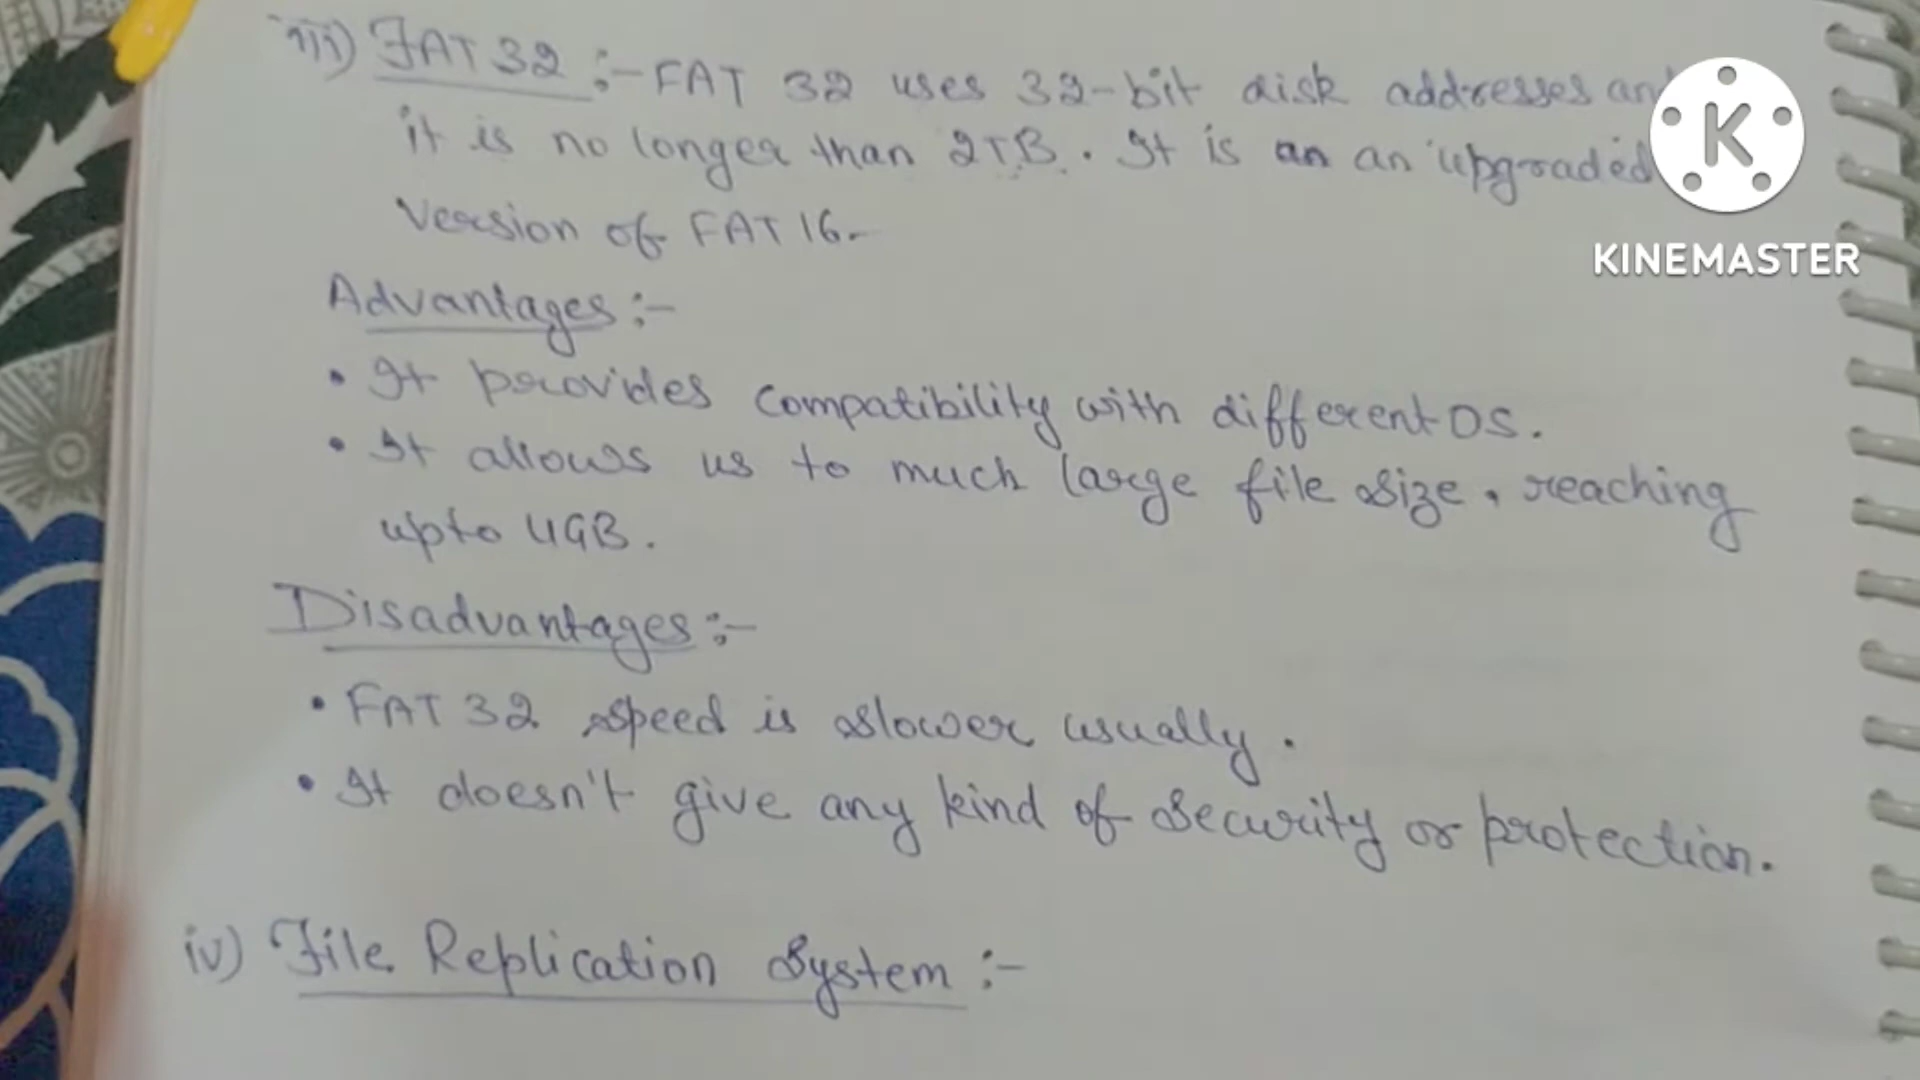 iii) FAT 32 :- FAT 32 uses 32-bit disk addresses an
it is no longer than 2TB. It is an an upgraded
Version of FAT 16-
Advantages :-
• It provides compatibility with different OS.
• It allows us to much large file size, reaching
upto 4GB.
Disadvantages :-
• FAT 32 speed is slower usually.
• It doesn't give any kind of security or protection.
iv) File Replication System :-
K
KINEMASTER